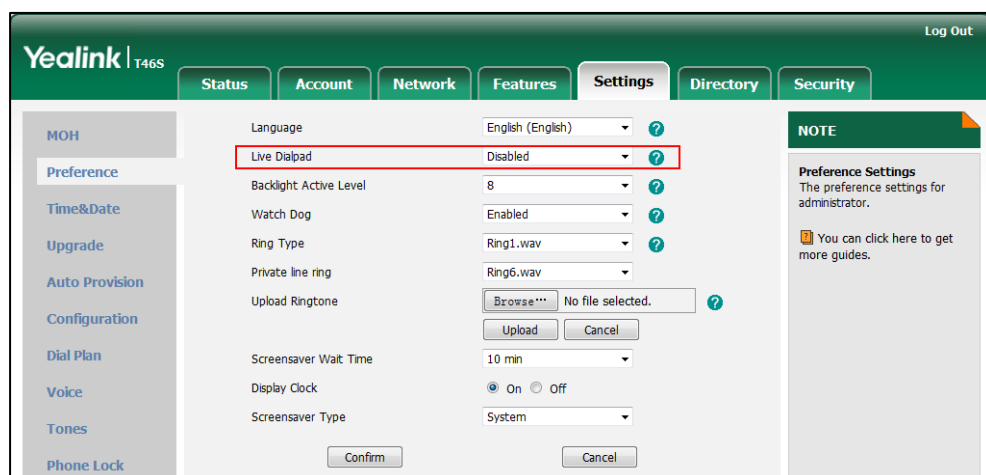 Log Out
Yealink | T46S
Status Account Network Features Settings Directory Security
MOH
Preference
Time&Date
Upgrade
Auto Provision
Configuration
Dial Plan
Voice
Tones
Phone Lock
Language English (English) ?
Live Dialpad Disabled ?
Backlight Active Level 8 ?
Watch Dog Enabled ?
Ring Type Ring1.wav ?
Private line ring Ring6.wav
Upload Ringtone Browse··· No file selected. ?
Upload Cancel
Screensaver Wait Time 10 min
Display Clock On Off
Screensaver Type System
Confirm Cancel
NOTE
Preference Settings
The preference settings for
administrator.
? You can click here to get
more guides.